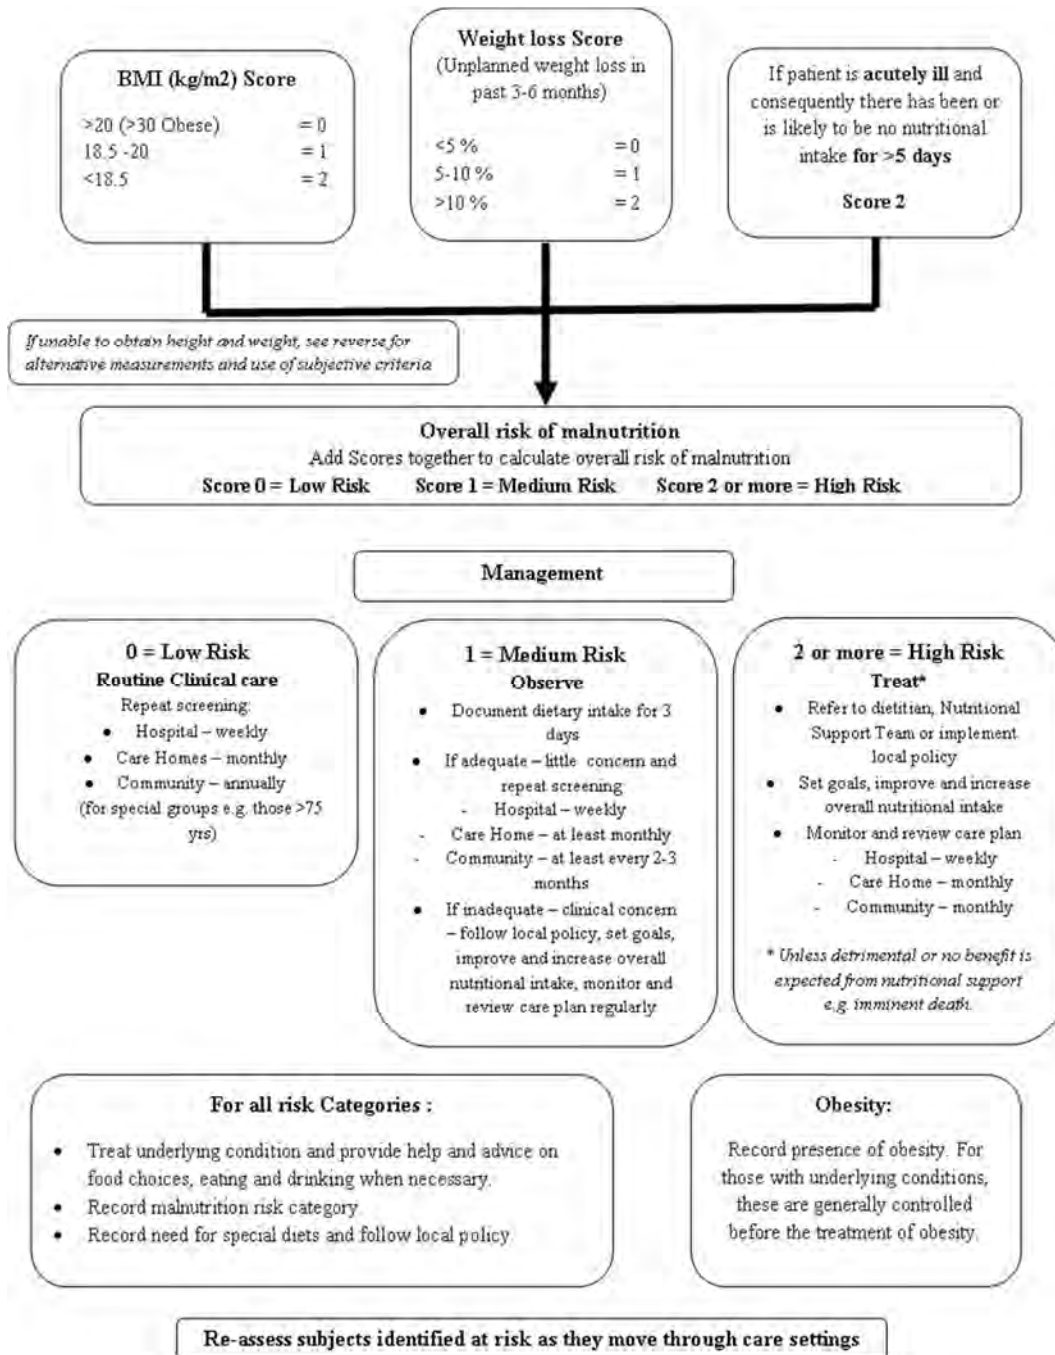 BMI (kg/m2) Score
>20 (>30 Obese) = 0
18.5 -20 = 1
<18.5 = 2
Weight loss Score
(Unplanned weight loss in
past 3-6 months)
<5 % = 0
5-10 % = 1
>10 % = 2
If patient is acutely ill and
consequently there has been or
is likely to be no nutritional
intake for >5 days
Score 2
If unable to obtain height and weight, see reverse for
alternative measurements and use of subjective criteria
Overall risk of malnutrition
Add Scores together to calculate overall risk of malnutrition
Score 0 = Low Risk Score 1 = Medium Risk Score 2 or more = High Risk
Management
0 = Low Risk
Routine Clinical care
Repeat screening:
● Hospital – weekly
● Care Homes – monthly
● Community – annually
(for special groups e.g. those >75
yrs)
1 = Medium Risk
Observe
● Document dietary intake for 3
days
● If adequate – little concern and
repeat screening
- Hospital – weekly
- Care Home – at least monthly
- Community – at least every 2-3
months
● If inadequate – clinical concern
– follow local policy, set goals,
improve and increase overall
nutritional intake, monitor and
review care plan regularly
2 or more = High Risk
Treat*
● Refer to dietitian, Nutritional
Support Team or implement
local policy
● Set goals, improve and increase
overall nutritional intake
● Monitor and review care plan
- Hospital – weekly
- Care Home – monthly
- Community – monthly
* Unless detrimental or no benefit is
expected from nutritional support
e.g. imminent death.
For all risk Categories :
● Treat underlying condition and provide help and advice on
food choices, eating and drinking when necessary.
● Record malnutrition risk category
● Record need for special diets and follow local policy
Obesity:
Record presence of obesity. For
those with underlying conditions,
these are generally controlled
before the treatment of obesity.
Re-assess subjects identified at risk as they move through care settings